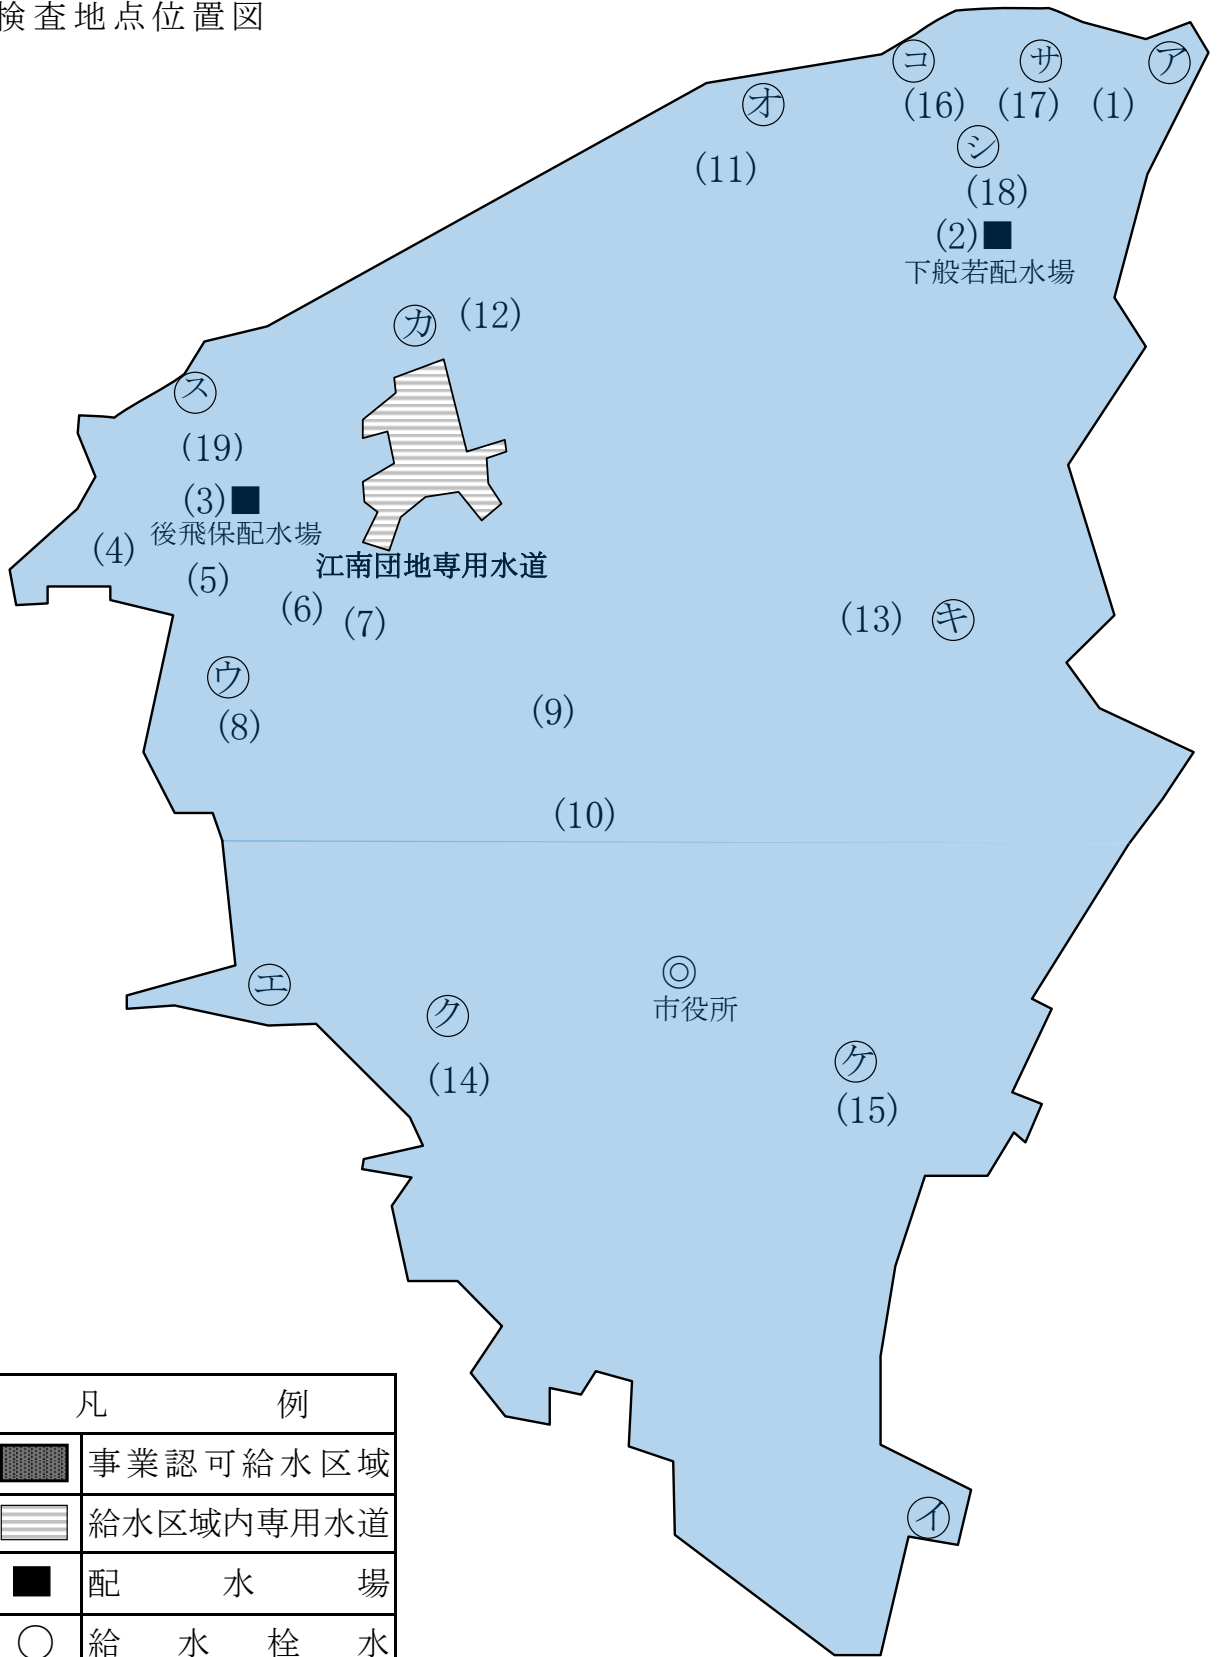 検査地点位置図
㋙ ㋚ ㋐
㋔ (16) (17) (1)
㋛
(11)
(18)
(2)■
下般若配水場
㋕ (12)
㋜
(19)
(3)■
後飛保配水場
(4)
江南団地専用水道
(5)
(6) (7)
(13) ㋖
㋒
(8)
(9)
(10)
㋓
◎
市役所
㋗
㋘
(14)
(15)
凡例
事業認可給水区域
給水区域内専用水道
■ 配水場
○ 給水栓水
㋑